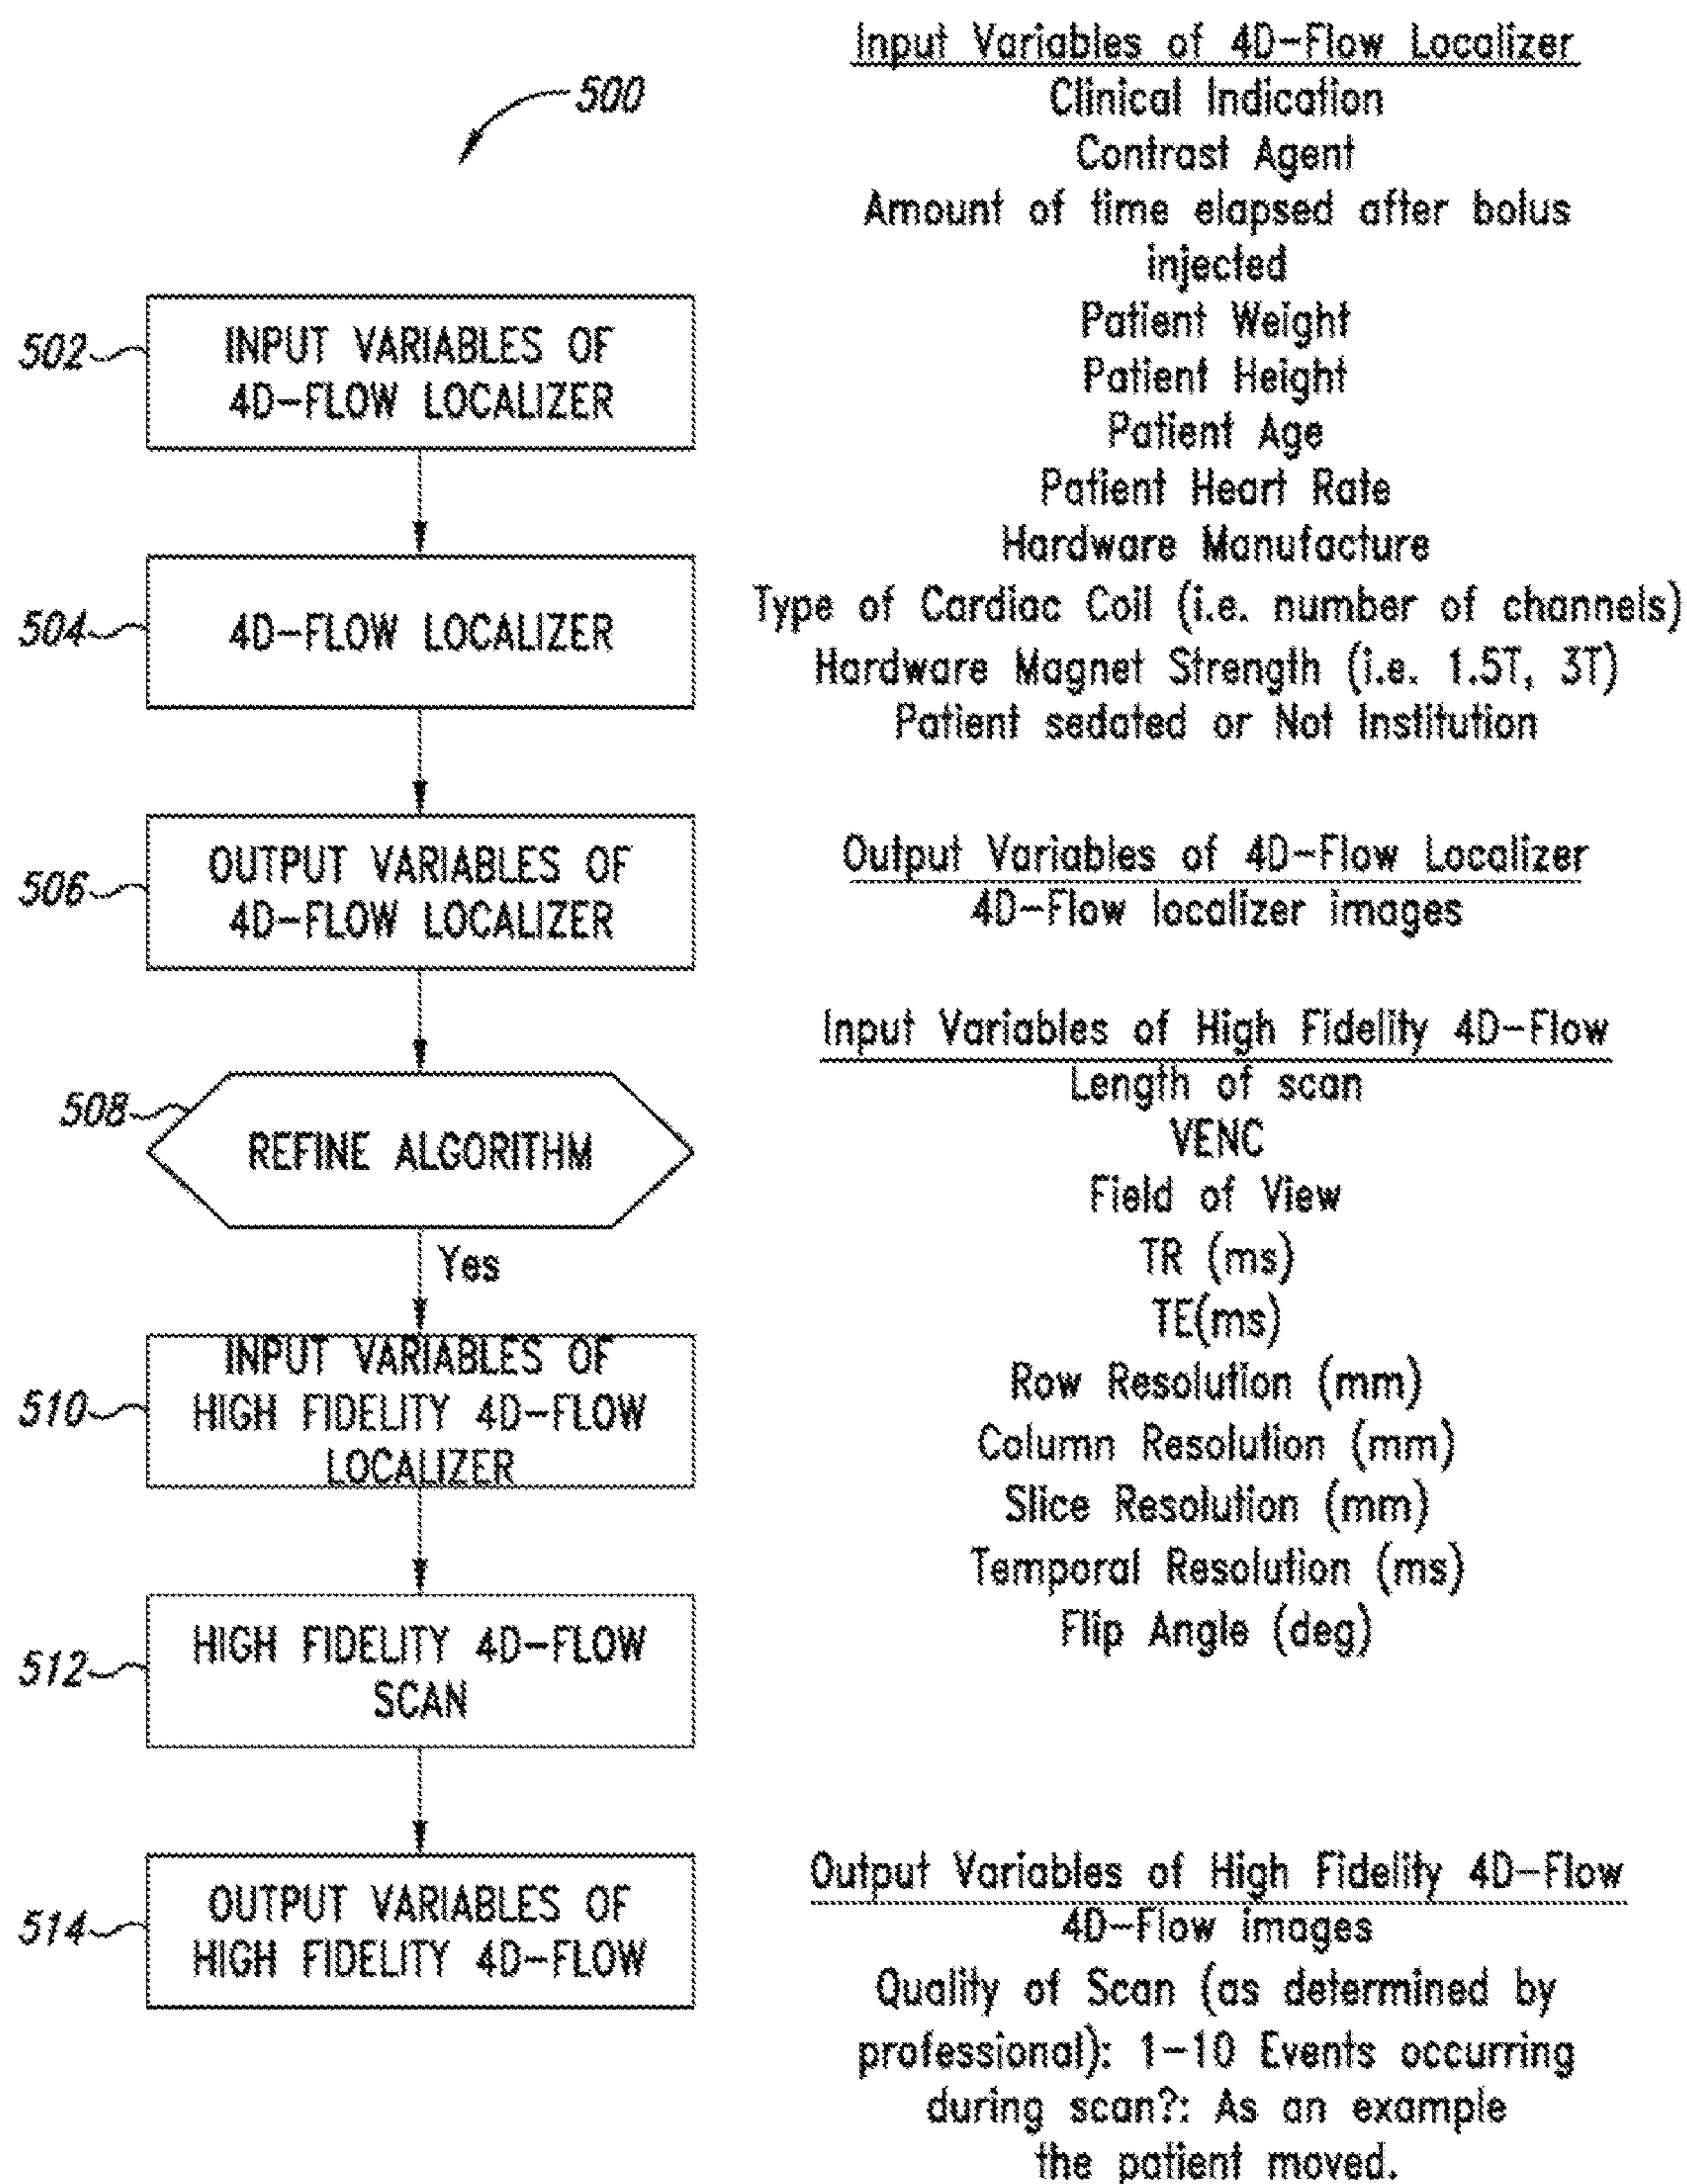 500
502
INPUT VARIABLES OF
4D-FLOW LOCALIZER
504
4D-FLOW LOCALIZER
506
OUTPUT VARIABLES OF
4D-FLOW LOCALIZER
508
REFINE ALGORITHM
Yes
510
INPUT VARIABLES OF
HIGH FIDELITY 4D-FLOW
LOCALIZER
512
HIGH FIDELITY 4D-FLOW
SCAN
514
OUTPUT VARIABLES OF
HIGH FIDELITY 4D-FLOW
Input Variables of 4D-Flow Localizer
Clinical Indication
Contrast Agent
Amount of time elapsed after bolus
injected
Patient Weight
Patient Height
Patient Age
Patient Heart Rate
Hardware Manufacture
Type of Cardiac Coil (i.e. number of channels)
Hardware Magnet Strength (i.e. 1.5T, 3T)
Patient sedated or Not Institution
Output Variables of 4D-Flow Localizer
4D-Flow localizer images
Input Variables of High Fidelity 4D-Flow
Length of scan
VENC
Field of View
TR (ms)
TE(ms)
Row Resolution (mm)
Column Resolution (mm)
Slice Resolution (mm)
Temporal Resolution (ms)
Flip Angle (deg)
Output Variables of High Fidelity 4D-Flow
4D-Flow images
Quality of Scan (as determined by
professional): 1-10 Events occurring
during scan?: As an example
the patient moved.